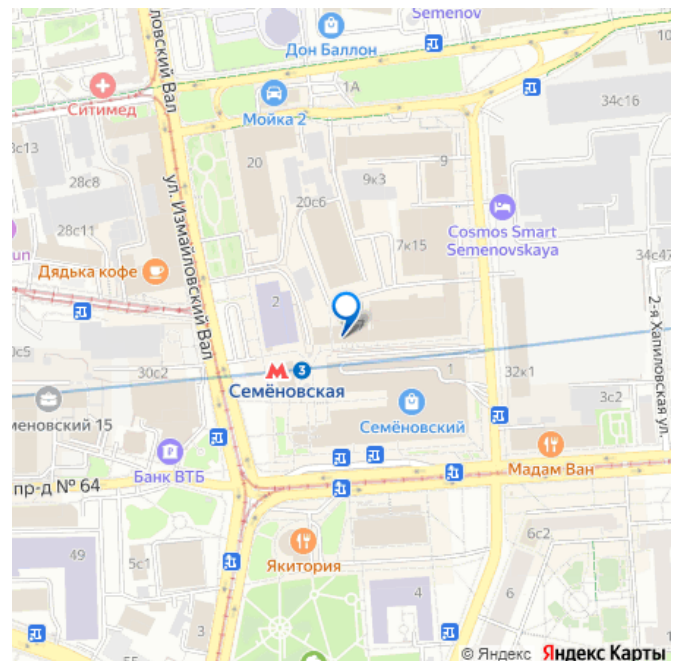 Semenov
Дон Баллон
ловский Вал
10
Ситимед
1А
34с16
Мойка 2
с13
20
9
9к3
28с8
20с6
ул. Измайловский Вал
Cosmos Smart
Semenovskaya
28с11
7к15
un
34с47
Дядька кофе
2
2-я Хапиловская ул.
0с5
30с2
М 3
Семёновская
1
32к1
3с2
меновский 15
Семёновский
Банк ВТБ
Мадам Ван
пр-д № 64
6с2
49
5с1
Якитория
4
6
3
© Яндекс Яндекс Карты